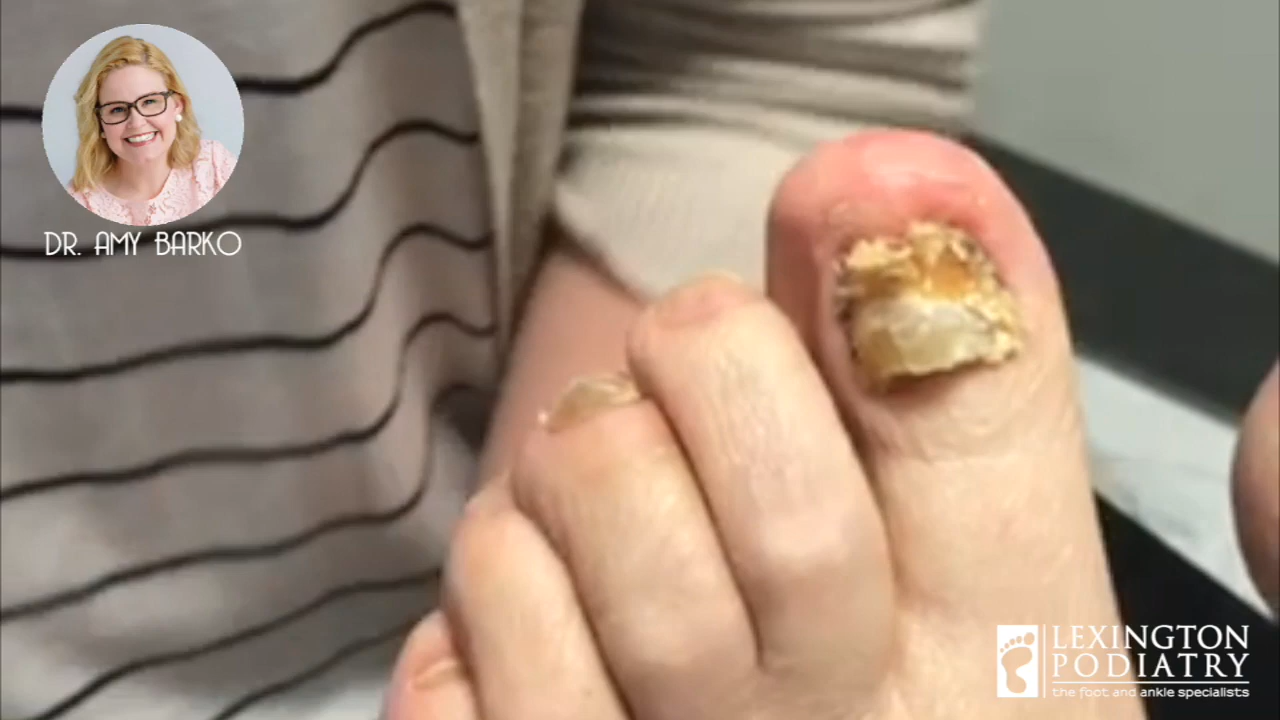 DR. AMY BARKO
LEXINGTON
PODIATRY
the foot and ankle specialists